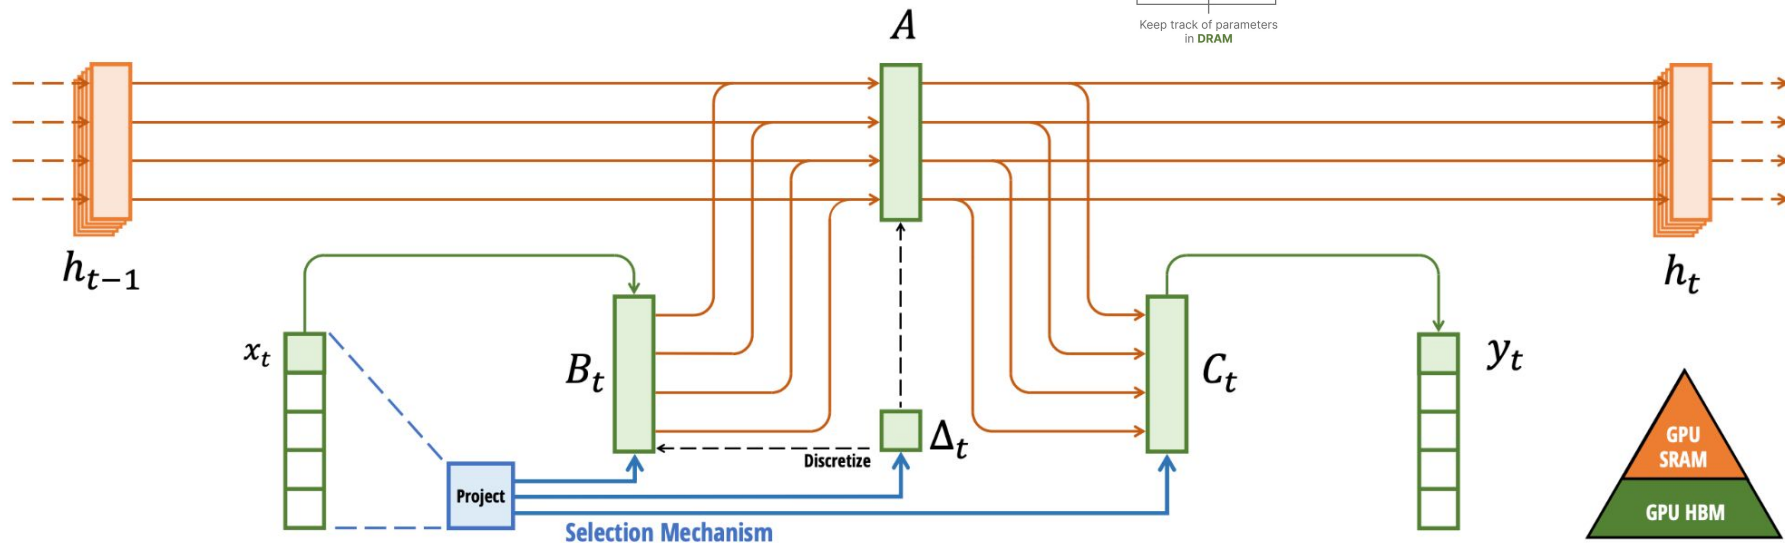 Keep track of parameters
in DRAM
A
h_{t-1}
h_t
x_t
B_t
Discretize
Δ_t
C_t
y_t
Project
Selection Mechanism
GPU
SRAM
GPU HBM